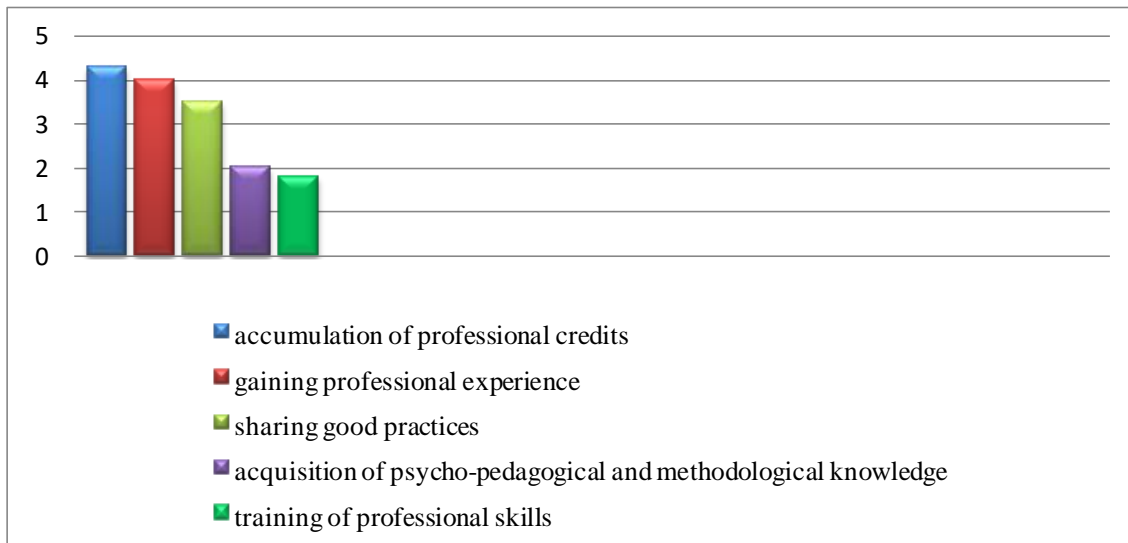 5
4
3
2
1
0
accumulation of professional credits
gaining professional experience
sharing good practices
acquisition of psycho-pedagogical and methodological knowledge
training of professional skills